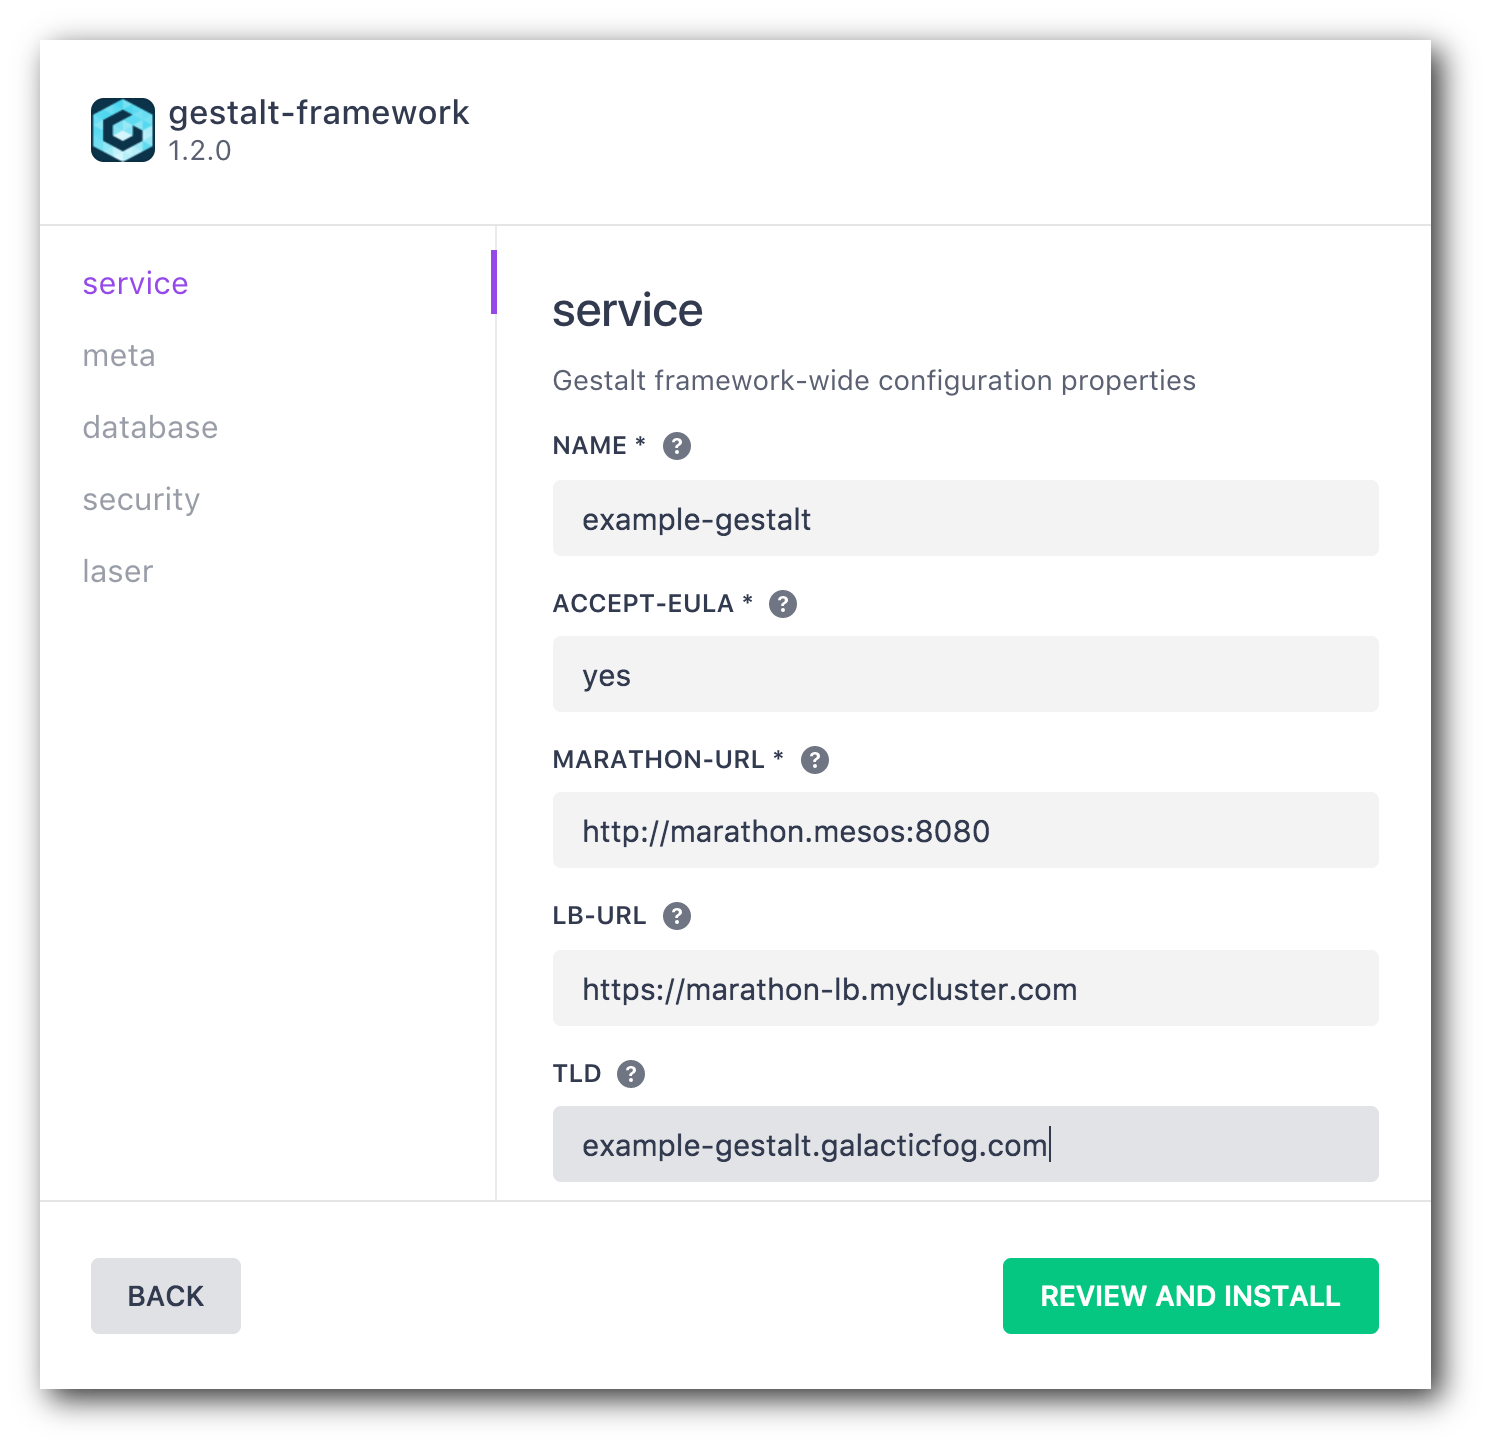 gestalt-framework
1.2.0
service
meta
database
security
laser
service
Gestalt framework-wide configuration properties
NAME * ?
example-gestalt
ACCEPT-EULA * ?
yes
MARATHON-URL * ?
http://marathon.mesos:8080
LB-URL ?
https://marathon-lb.mycluster.com
TLD ?
example-gestalt.galacticfog.com
BACK
REVIEW AND INSTALL